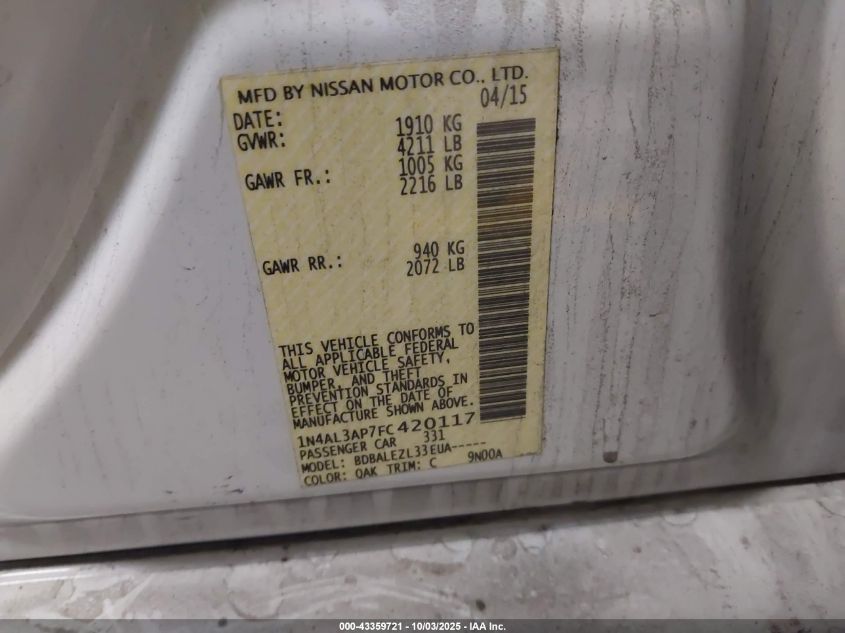 MFD BY NISSAN MOTOR CO., LTD.
DATE: 04/15
GVWR: 1910 KG
4211 LB
GAWR FR.: 1005 KG
2216 LB
GAWR RR.: 940 KG
2072 LB
THIS VEHICLE CONFORMS TO
ALL APPLICABLE FEDERAL
MOTOR VEHICLE SAFETY,
BUMPER, AND THEFT
PREVENTION STANDARDS IN
EFFECT ON THE DATE OF
MANUFACTURE SHOWN ABOVE.
1N4AL3AP7FC420117
PASSENGER CAR 331
MODEL: BDBALEZL33EUA-----
COLOR: QAK TRIM: C 9N00A
000-43359721 - 10/03/2025 - IAA Inc.